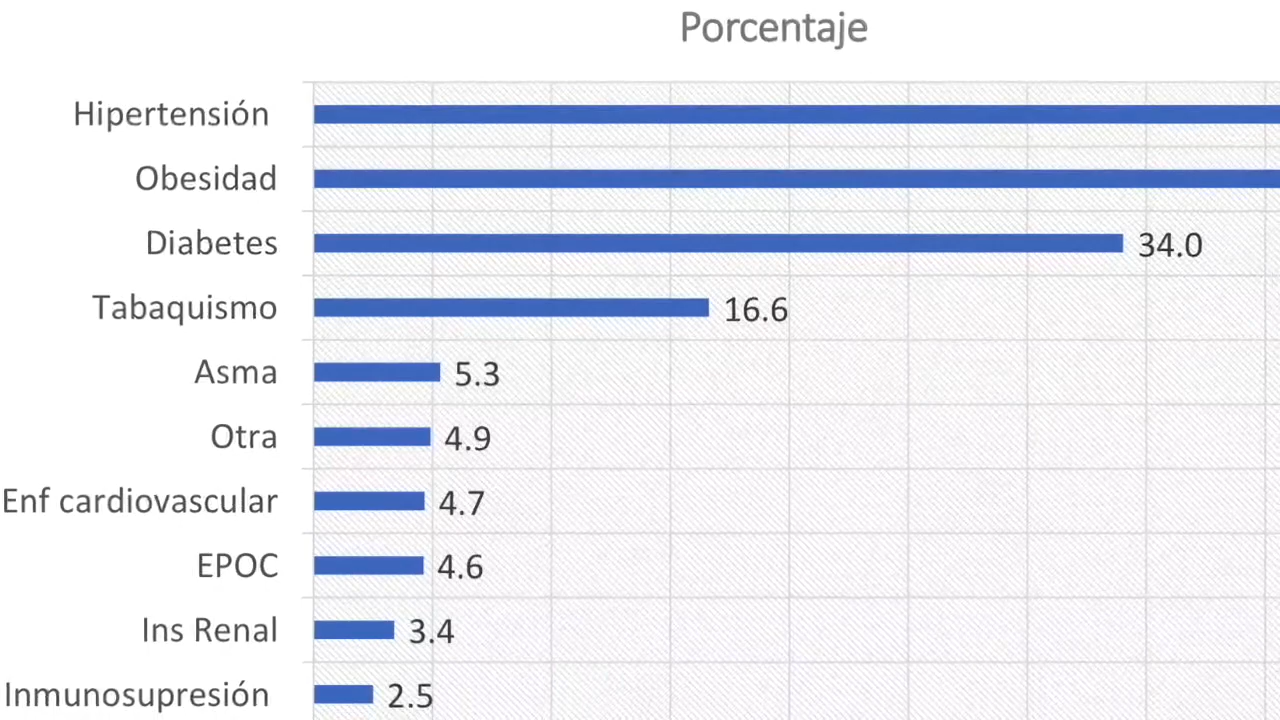 Porcentaje
Hipertensión
Obesidad
Diabetes 34.0
Tabaquismo 16.6
Asma 5.3
Otra 4.9
Enf cardiovascular 4.7
EPOC 4.6
Ins Renal 3.4
Inmunosupresión 2.5